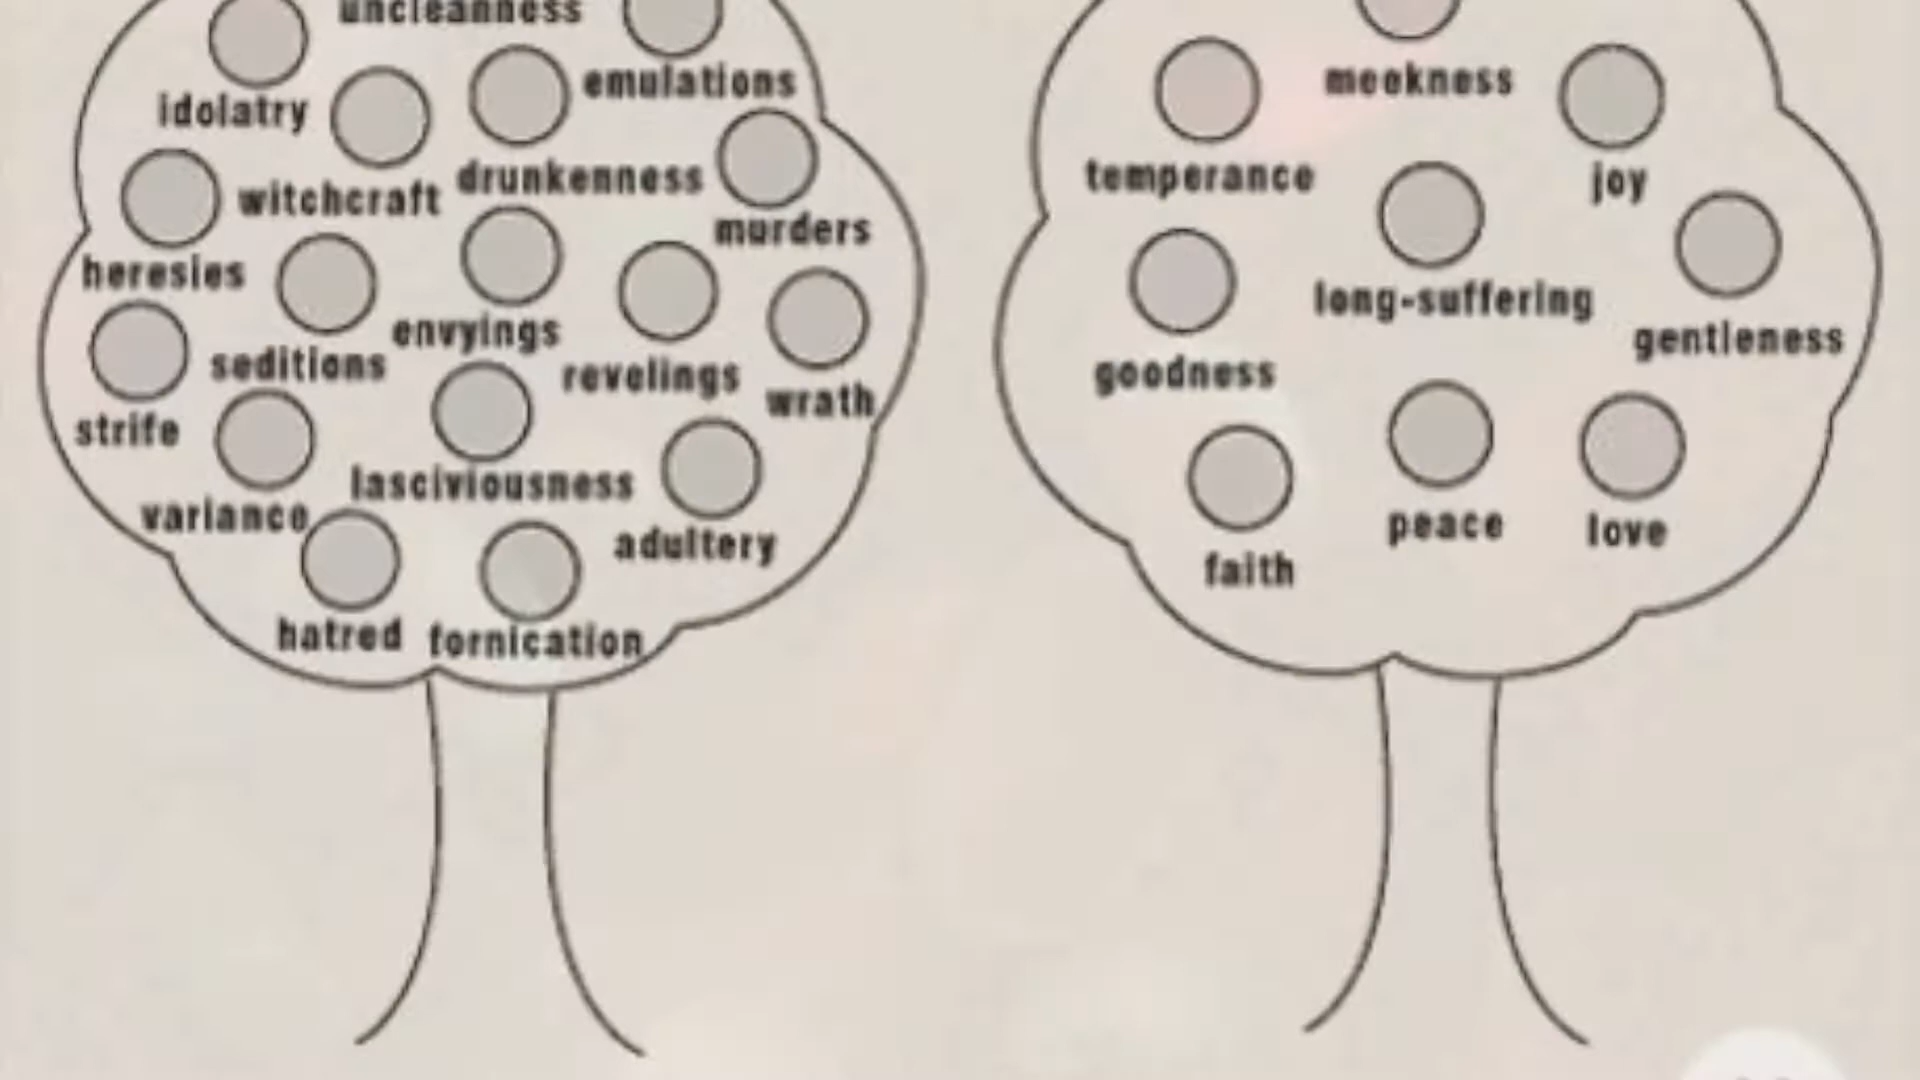 uncleanness
emulations
idolatry
drunkenness
witchcraft
murders
heresies
envyings
seditions
revelings
wrath
strife
lasciviousness
variance
adultery
hatred
fornication
meekness
temperance
joy
long-suffering
gentleness
goodness
peace
love
faith